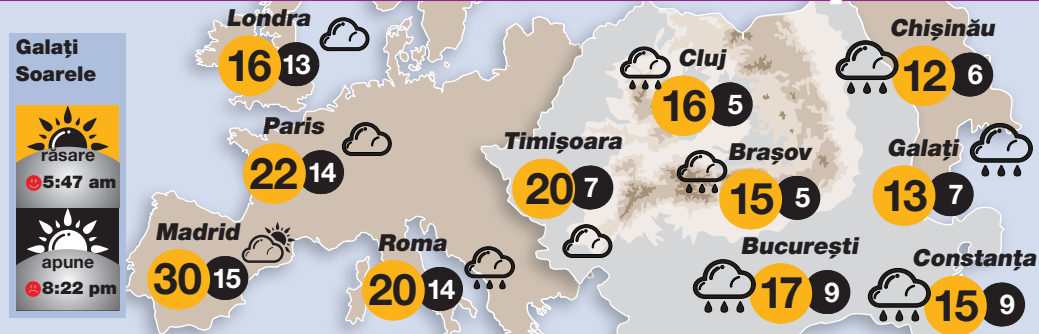 Galați
Soarele
răsare
5:47 am
apune
8:22 pm
Londra
16 13
Paris
22 14
Madrid
30 15
Roma
20 14
Timișoara
20 7
Cluj
16 5
Brașov
15 5
București
17 9
Chișinău
12 6
Galați
13 7
Constanța
15 9